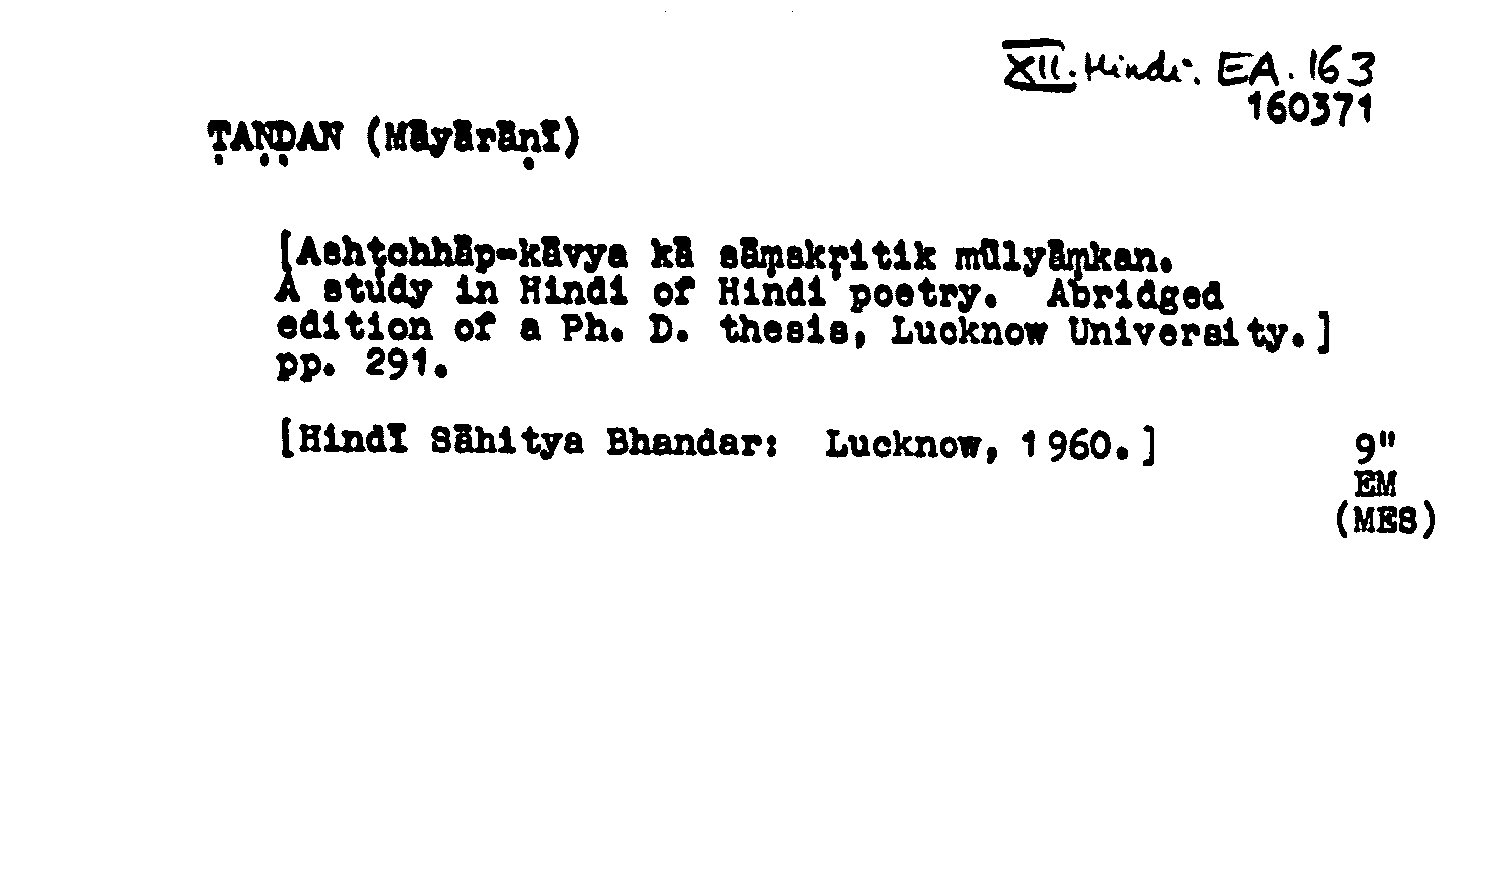 XII. Hindi. EA. 163
160371
ṬAṆḌAN (Māyārāṇī)
[Ashṭchhāp-kāvya kā sāṃskṛitik mūlyāṃkan.
A study in Hindi of Hindi poetry. Abridged
edition of a Ph. D. thesis, Lucknow University.]
pp. 291.
[Hindī Sāhitya Bhandar: Lucknow, 1960.]
9"
EM
(MES)